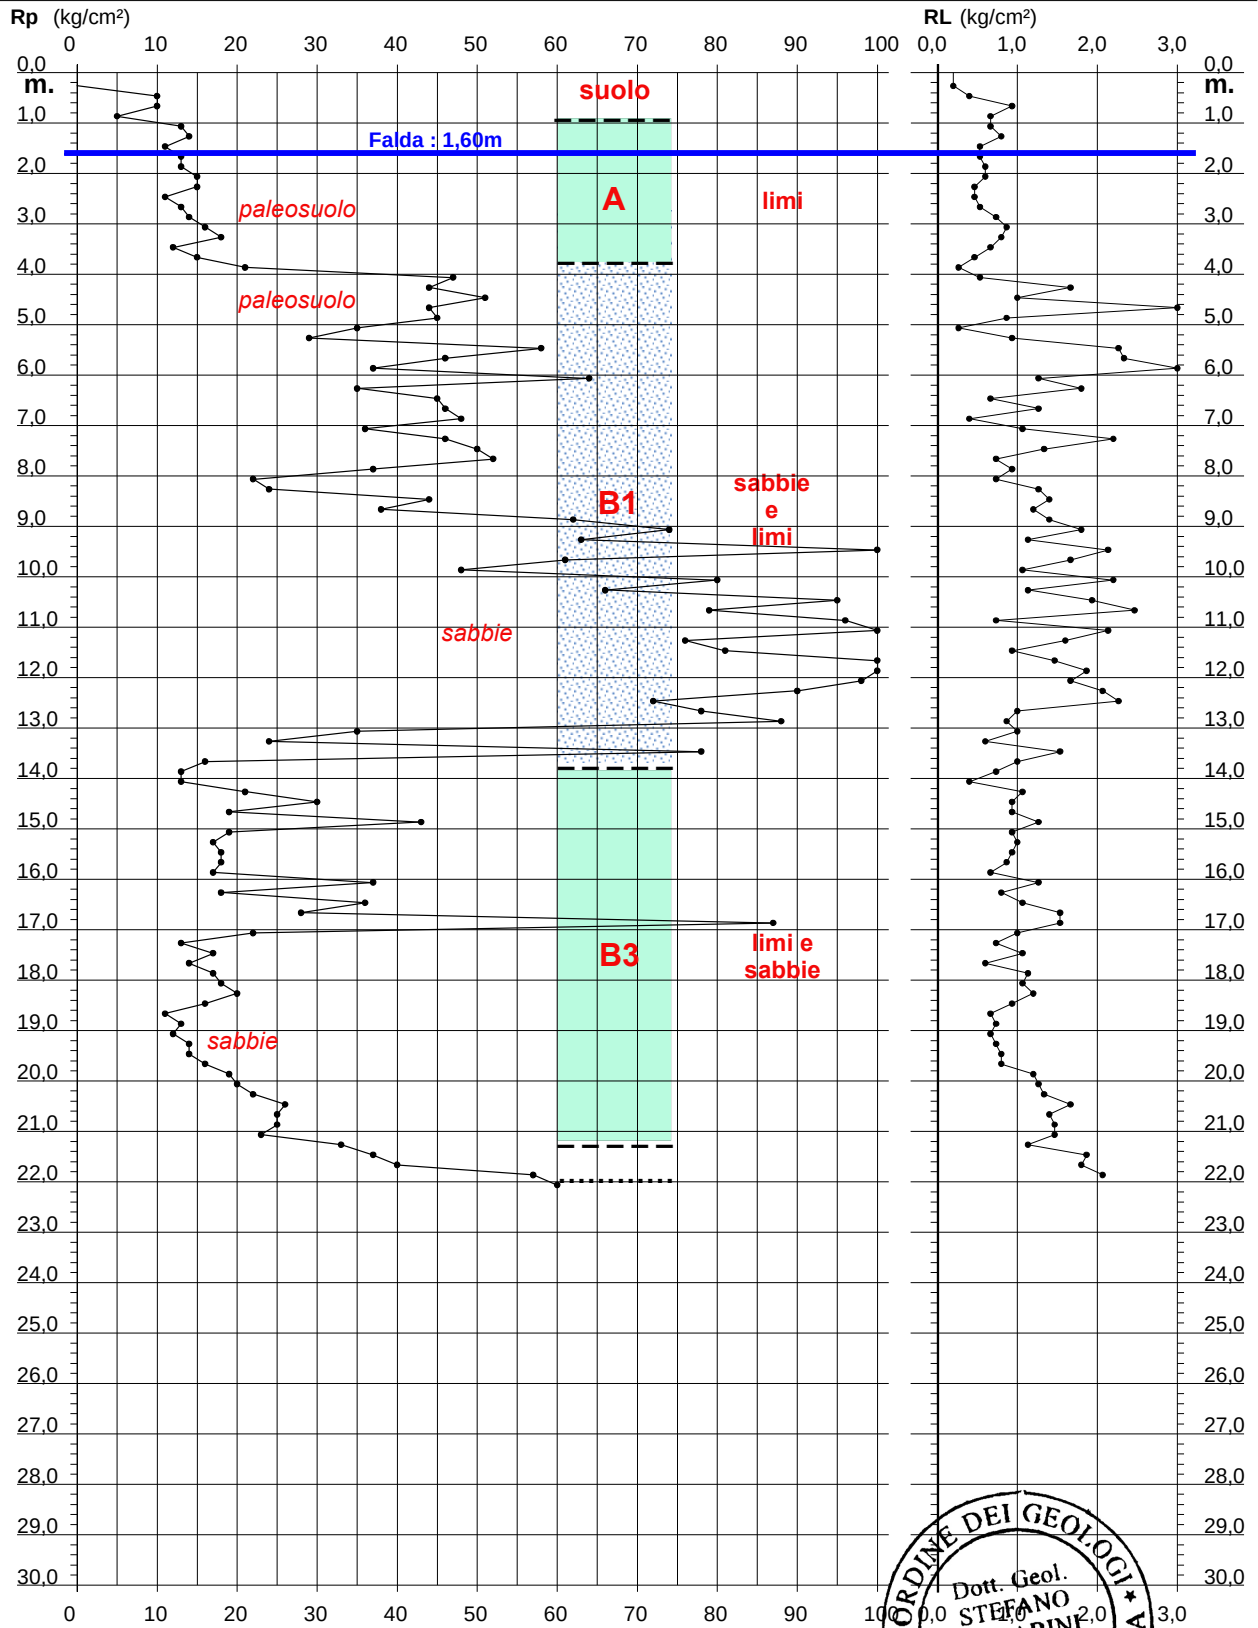 Rp (kg/cm²) RL (kg/cm²)
0 10 20 30 40 50 60 70 80 90 100 0,0 1,0 2,0 3,0
0,0 0,0
m. suolo m.
1,0 1,0
Falda : 1,60m
2,0 2,0
A limi
paleosuolo
3,0 3,0
4,0 4,0
paleosuolo
5,0 5,0
6,0 6,0
7,0 7,0
8,0 8,0
sabbie
B1
e
9,0 9,0
limi
10,0 10,0
11,0 11,0
sabbie
12,0 12,0
13,0 13,0
14,0 14,0
15,0 15,0
16,0 16,0
17,0 17,0
limi e
B3
sabbie
18,0 18,0
19,0 19,0
sabbie
20,0 20,0
21,0 21,0
22,0 22,0
23,0 23,0
24,0 24,0
25,0 25,0
26,0 26,0
27,0 27,0
28,0 28,0
29,0 29,0
30,0 30,0
ORDINE DEI GEOLOGI
Dott. Geol.
STEFANO
0 10 20 30 40 50 60 70 80 90 100 0,0 1,0 2,0 3,0